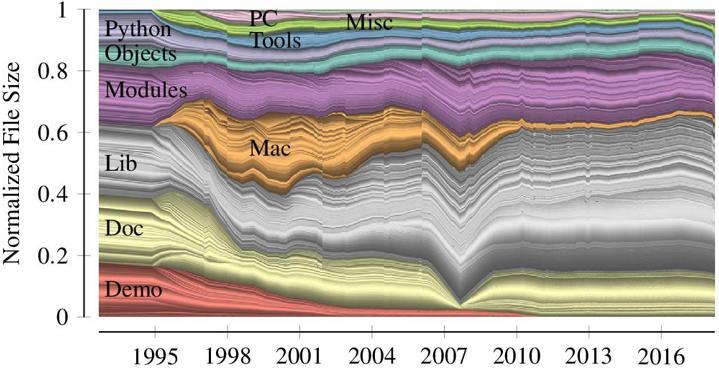 Normalized File Size
1
0.8
0.6
0.4
0.2
0
Python
Objects
Modules
Lib
Doc
Demo
PC
Tools
Misc
Mac
1995 1998 2001 2004 2007 2010 2013 2016